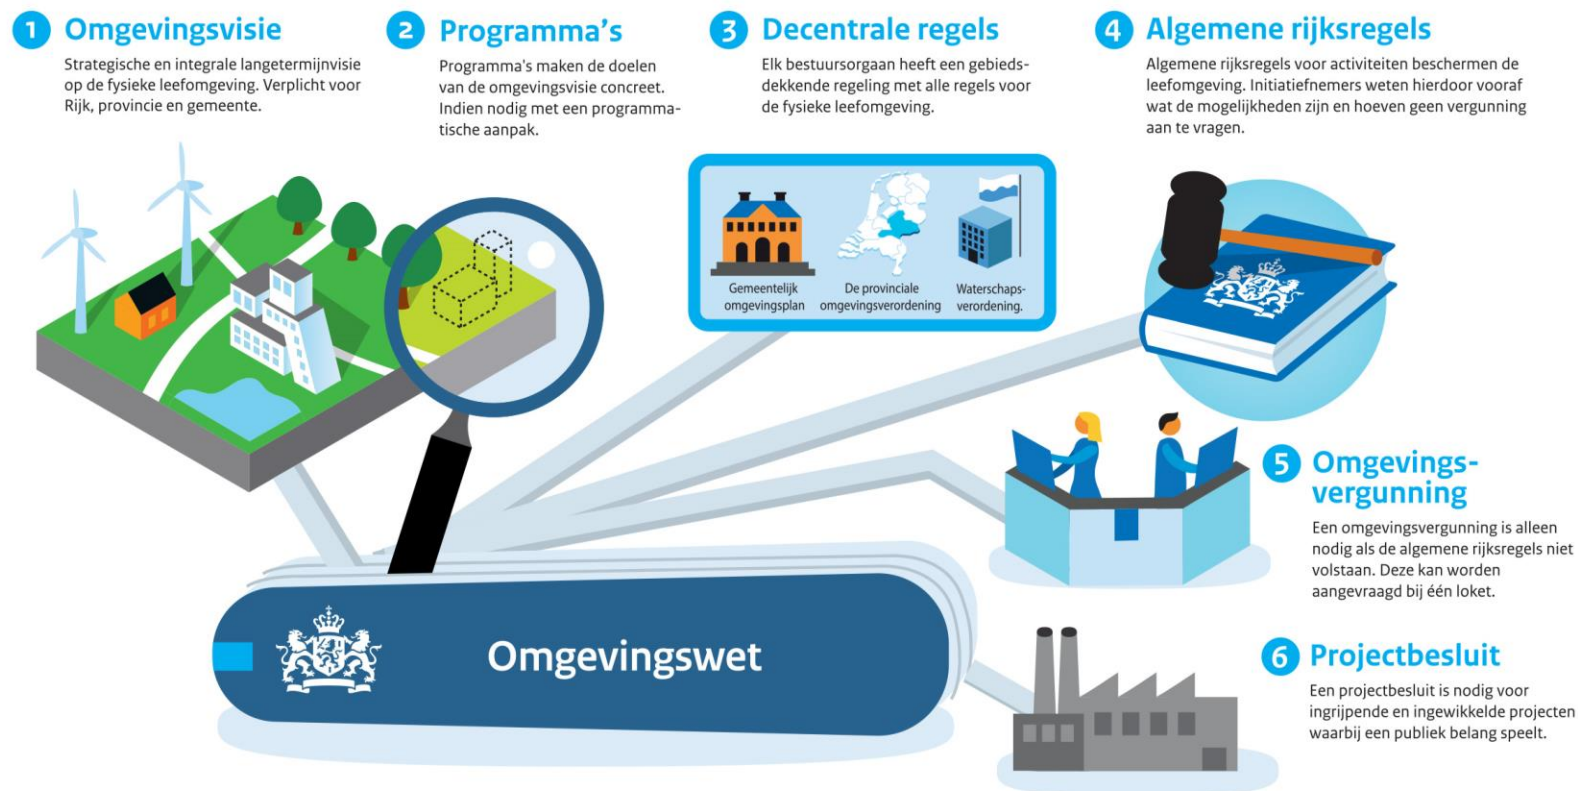 1 Omgevingsvisie
Strategische en integrale langetermijnvisie
op de fysieke leefomgeving. Verplicht voor
Rijk, provincie en gemeente.
2 Programma’s
Programma's maken de doelen
van de omgevingsvisie concreet.
Indien nodig met een programma-
tische aanpak.
3 Decentrale regels
Elk bestuursorgaan heeft een gebieds-
dekkende regeling met alle regels voor
de fysieke leefomgeving.
Gemeentelijk
omgevingsplan
De provinciale
omgevingsverordening
Waterschaps-
verordening.
4 Algemene rijksregels
Algemene rijksregels voor activiteiten beschermen de
leefomgeving. Initiatiefnemers weten hierdoor vooraf
wat de mogelijkheden zijn en hoeven geen vergunning
aan te vragen.
5 Omgevings-
vergunning
Een omgevingsvergunning is alleen
nodig als de algemene rijksregels niet
volstaan. Deze kan worden
aangevraagd bij één loket.
6 Projectbesluit
Een projectbesluit is nodig voor
ingrijpende en ingewikkelde projecten
waarbij een publiek belang speelt.
Omgevingswet